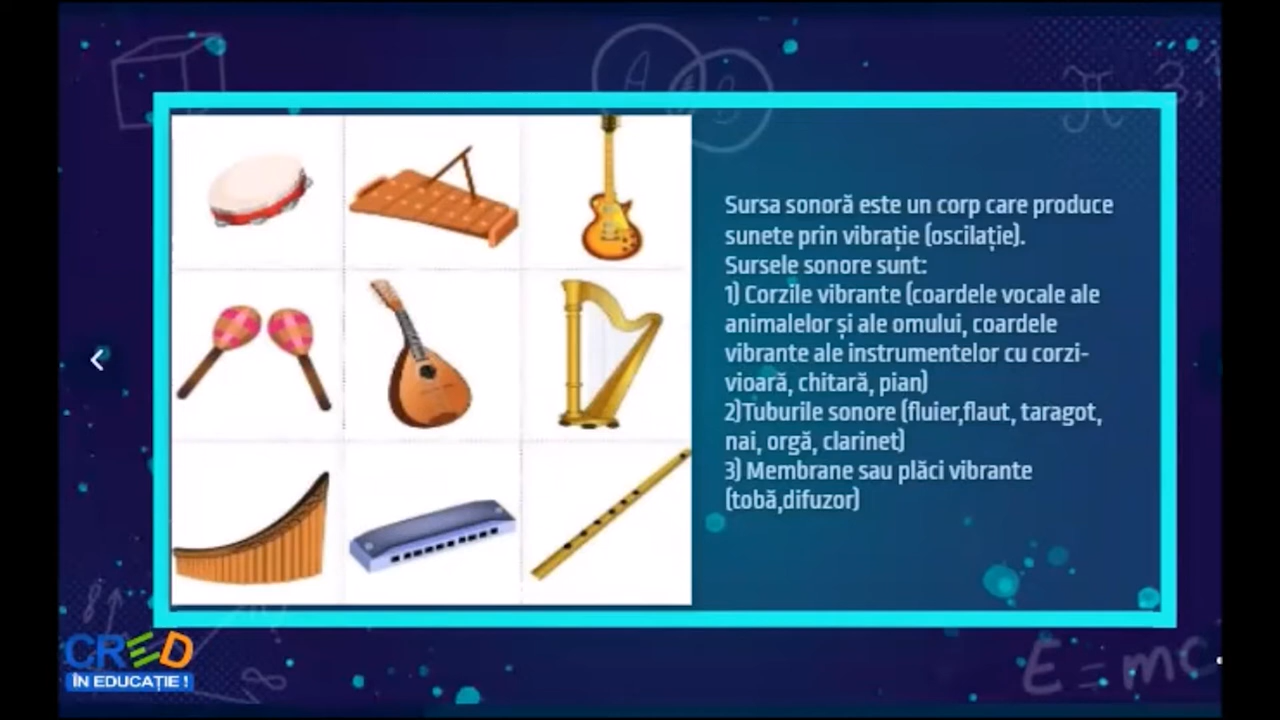 A
B
π = 3,1
Sursa sonoră este un corp care produce
sunete prin vibrație (oscilație).
Sursele sonore sunt:
1) Corzile vibrante (coardele vocale ale
animalelor și ale omului, coardele
vibrante ale instrumentelor cu corzi-
vioară, chitară, pian)
2)Tuburile sonore (fluier,flaut, taragot,
nai, orgă, clarinet)
3) Membrane sau plăci vibrante
(tobă,difuzor)
CRED
ÎN EDUCAȚIE !
E = mc